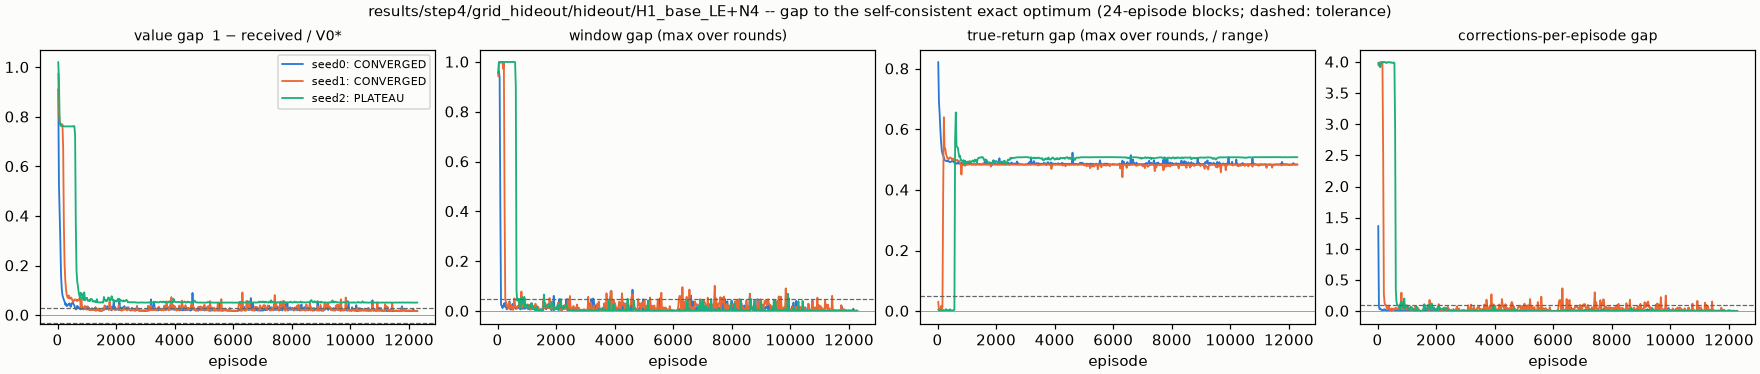 results/step4/grid_hideout/hideout/H1_base_LE+N4 -- gap to the self-consistent exact optimum (24-episode blocks; dashed: tolerance)
value gap 1 − received / V0*
1.0
0.8
0.6
0.4
0.2
0.0
seed0: CONVERGED
seed1: CONVERGED
seed2: PLATEAU
0 2000 4000 6000 8000 10000 12000
episode
window gap (max over rounds)
1.0
0.8
0.6
0.4
0.2
0.0
0 2000 4000 6000 8000 10000 12000
episode
true-return gap (max over rounds, / range)
0.8
0.6
0.4
0.2
0.0
0 2000 4000 6000 8000 10000 12000
episode
corrections-per-episode gap
4.0
3.5
3.0
2.5
2.0
1.5
1.0
0.5
0.0
0 2000 4000 6000 8000 10000 12000
episode